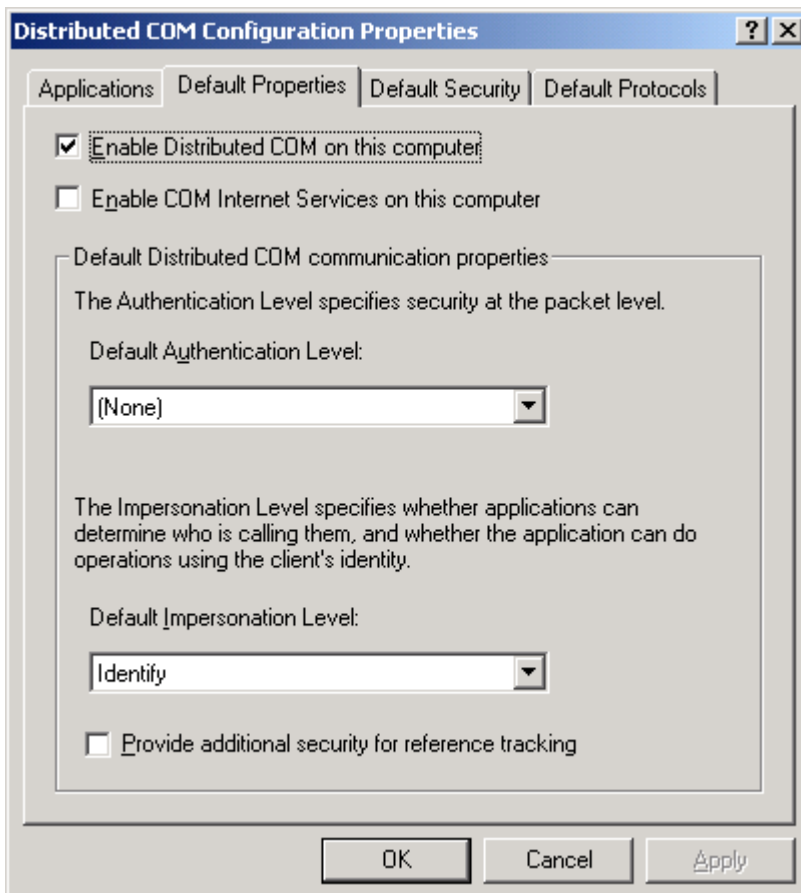 Distributed COM Configuration Properties
Applications
Default Properties
Default Security
Default Protocols
Enable Distributed COM on this computer
Enable COM Internet Services on this computer
Default Distributed COM communication properties
The Authentication Level specifies security at the packet level.
Default Authentication Level:
(None)
The Impersonation Level specifies whether applications can
determine who is calling them, and whether the application can do
operations using the client's identity.
Default Impersonation Level:
Identify
Provide additional security for reference tracking
OK
Cancel
Apply